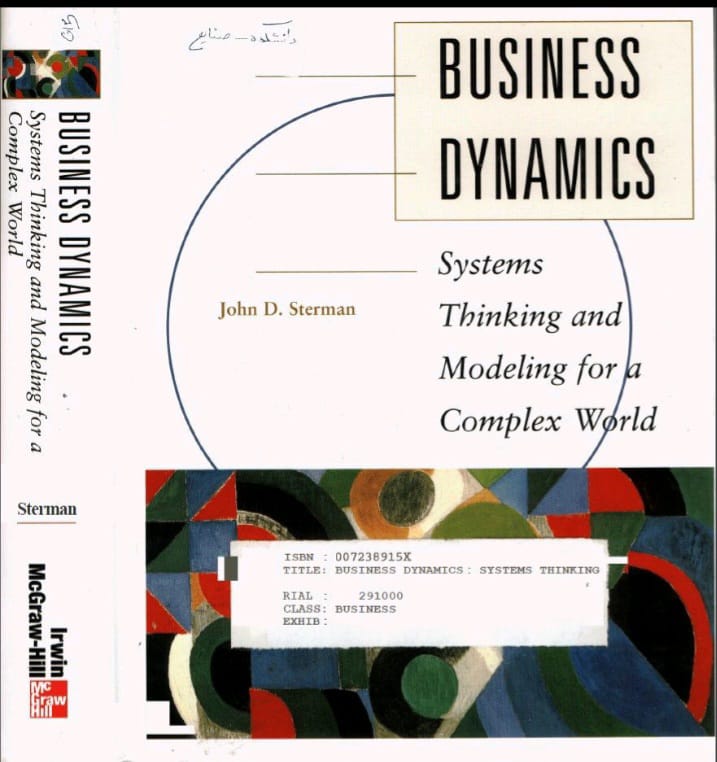 دانشکده - صنایع
BUSINESS
DYNAMICS
Systems
Thinking and
Modeling for a
Complex World
John D. Sterman
ISBN : 007238915X
TITLE: BUSINESS DYNAMICS : SYSTEMS THINKING
RIAL : 291000
CLASS: BUSINESS
EXHIB:
BUSINESS DYNAMICS
Systems Thinking and Modeling for a
Complex World
Sterman
Irwin
McGraw-Hill
Mc
Graw
Hill